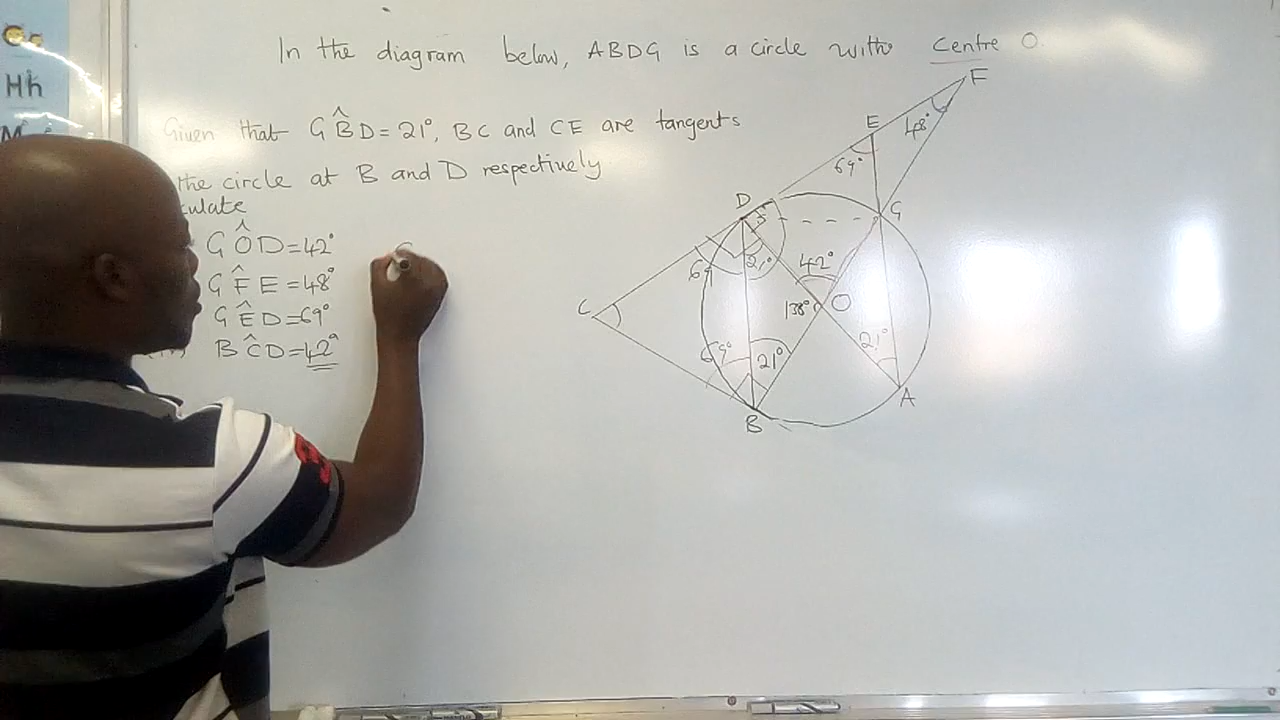 Hh
M
In the diagram below, ABDG is a circle with centre O.
Given that GB̂D = 21°, BC and CE are tangents
the circle at B and D respectively
culate
GÔD = 42°
GF̂E = 48°
GÊD = 69°
BĈD = 42°
F
E
48°
69°
D
G
21°
42°
69
C
138°
O
69°
21°
21°
A
B